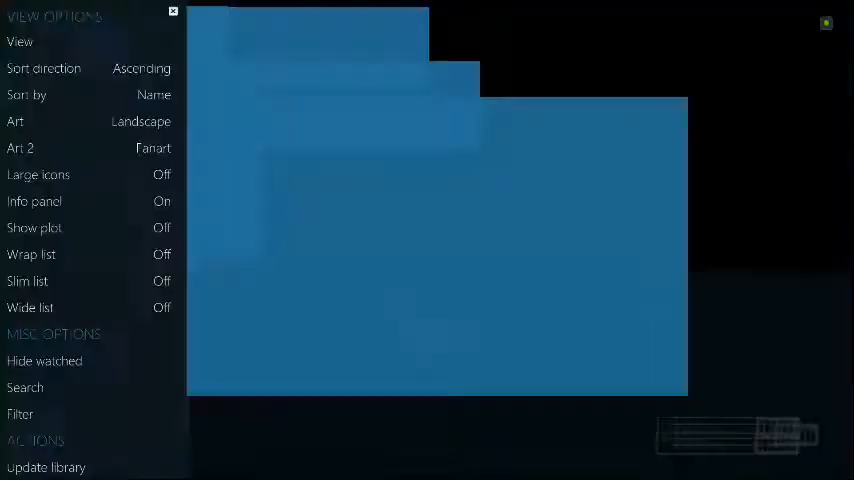 VIEW OPTIONS
View
Sort direction Ascending
Sort by Name
Art Landscape
Art 2 Fanart
Large icons Off
Info panel On
Show plot Off
Wrap list Off
Slim list Off
Wide list Off
MISC OPTIONS
Hide watched
Search
Filter
ACTIONS
Update library